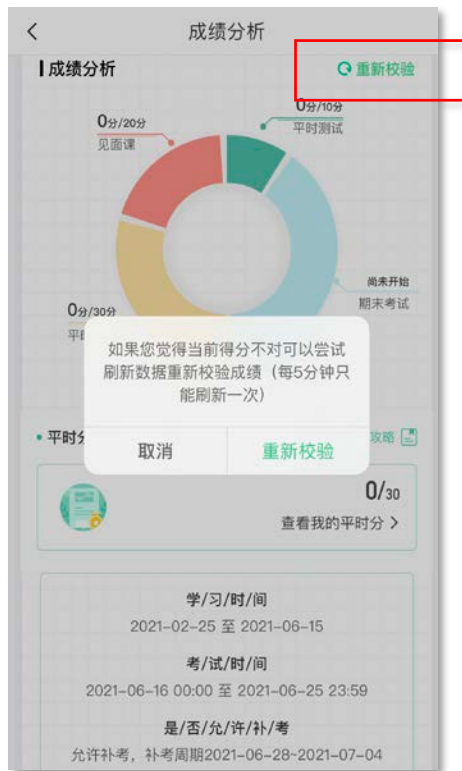 成绩分析
成绩分析
重新校验
0分/10分
平时测试
0分/20分
见面课
尚未开始
期末考试
0分/30分
平时
如果您觉得当前得分不对可以尝试
刷新数据重新校验成绩（每5分钟只
能刷新一次）
取消
重新校验
平时分
攻略
0/30
查看我的平时分
学/习/时/间
2021-02-25 至 2021-06-15
考/试/时/间
2021-06-16 00:00 至 2021-06-25 23:59
是/否/允/许/补/考
允许补考，补考周期2021-06-28~2021-07-04